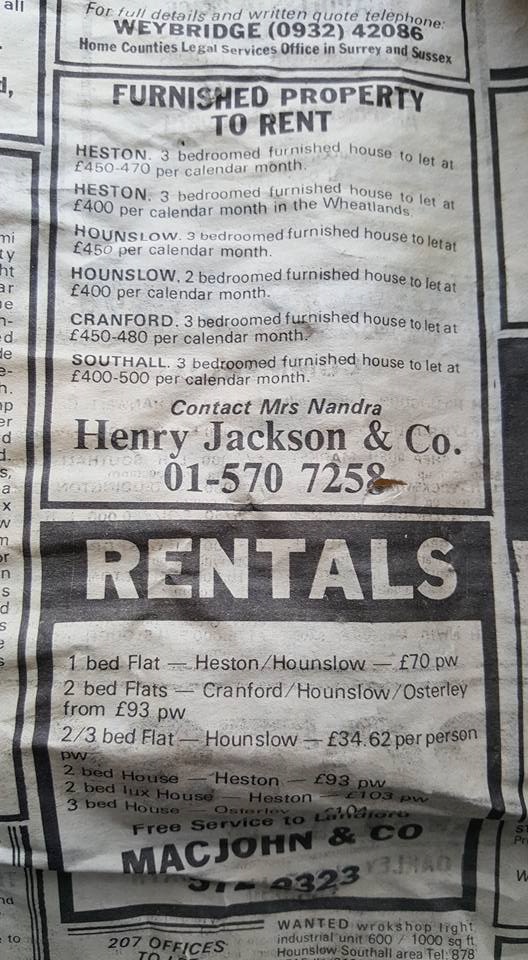 all
For full details and written quote telephone:
WEYBRIDGE (0932) 42086
Home Counties Legal Services Office in Surrey and Sussex
FURNISHED PROPERTY
TO RENT
HESTON. 3 bedroomed furnished house to let at
£450-470 per calendar month.
HESTON. 3 bedroomed furnished house to let at
£400 per calendar month in the Wheatlands.
HOUNSLOW. 3 bedroomed furnished house to let at
£450 per calendar month.
HOUNSLOW. 2 bedroomed furnished house to let at
£400 per calendar month.
CRANFORD. 3 bedroomed furnished house to let at
£450-480 per calendar month.
SOUTHALL. 3 bedroomed furnished house to let at
£400-500 per calendar month.
Contact Mrs Nandra
Henry Jackson & Co.
01-570 7258
RENTALS
1 bed Flat — Heston/Hounslow — £70 pw
2 bed Flats — Cranford/Hounslow/Osterley
from £93 pw
2/3 bed Flat — Hounslow — £34.62 per person
pw
2 bed House — Heston — £93 pw
2 bed lux House — Heston — £103 pw
3 bed House — Osterley
Free Service to Landlord
MACJOHN & CO
207 OFFICES
WANTED wrokshop light
industrial unit 600 / 1000 sq ft.
Hounslow Southall area Tel: 878